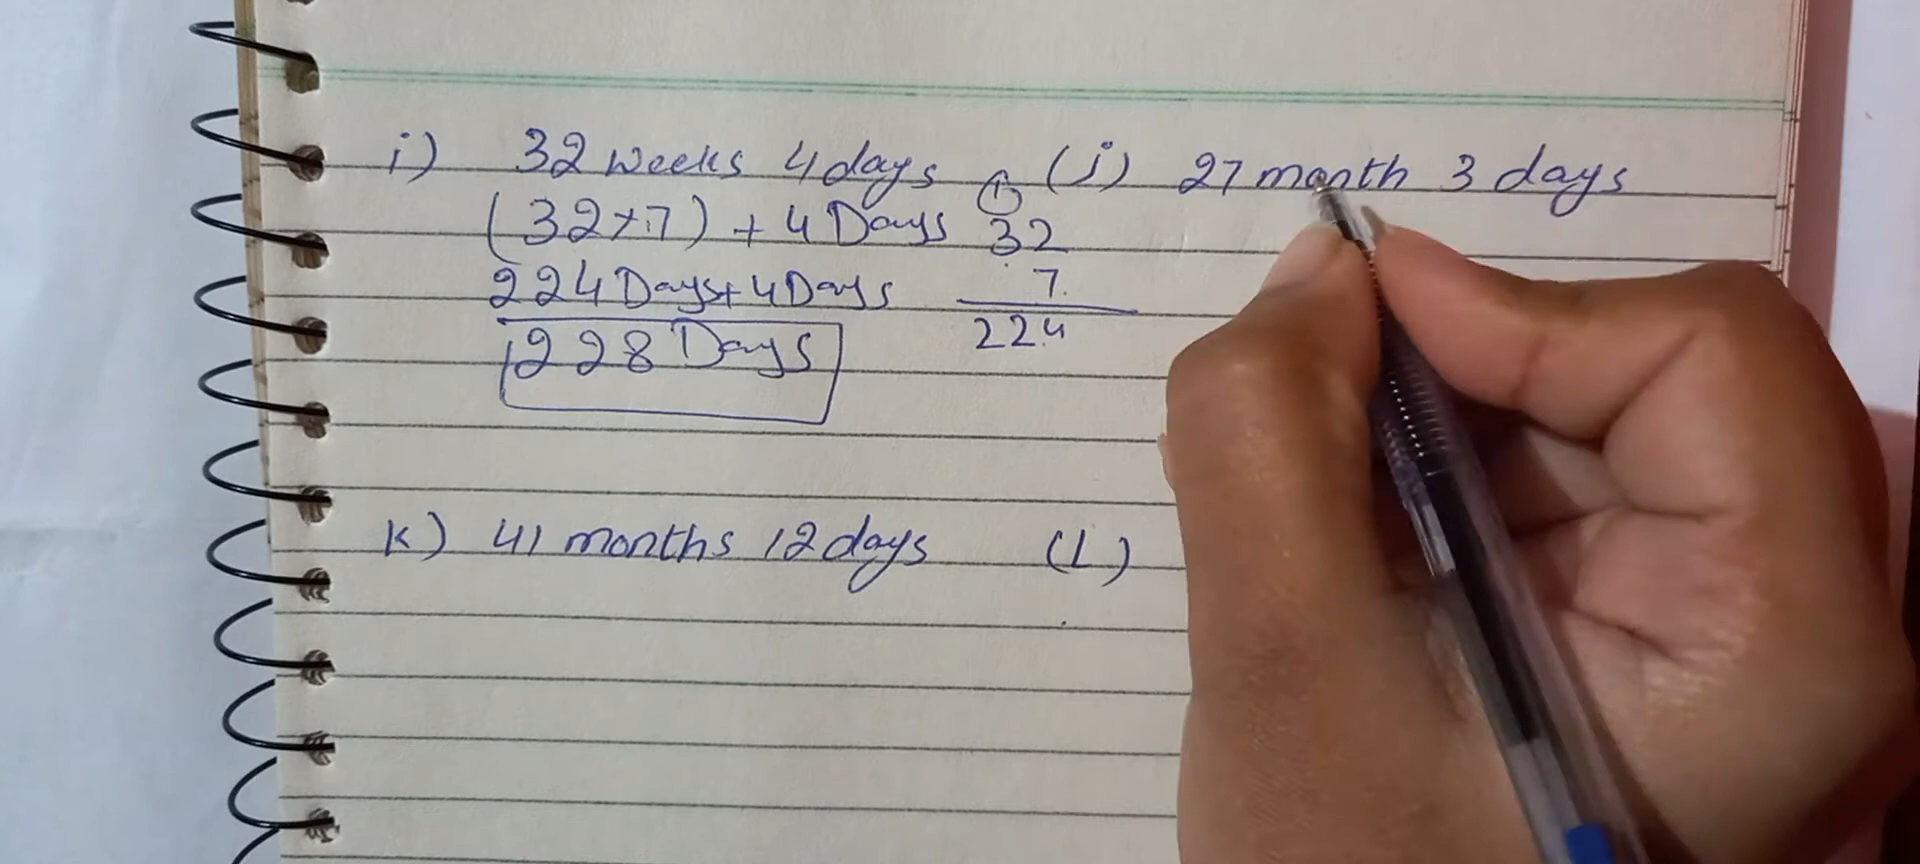 i) 32 weeks 4 days
(32×7) + 4 Days
224 Days + 4 Days
228 Days
1
32
7
224
(j) 27 month 3 days
k) 41 months 12 days
(L)